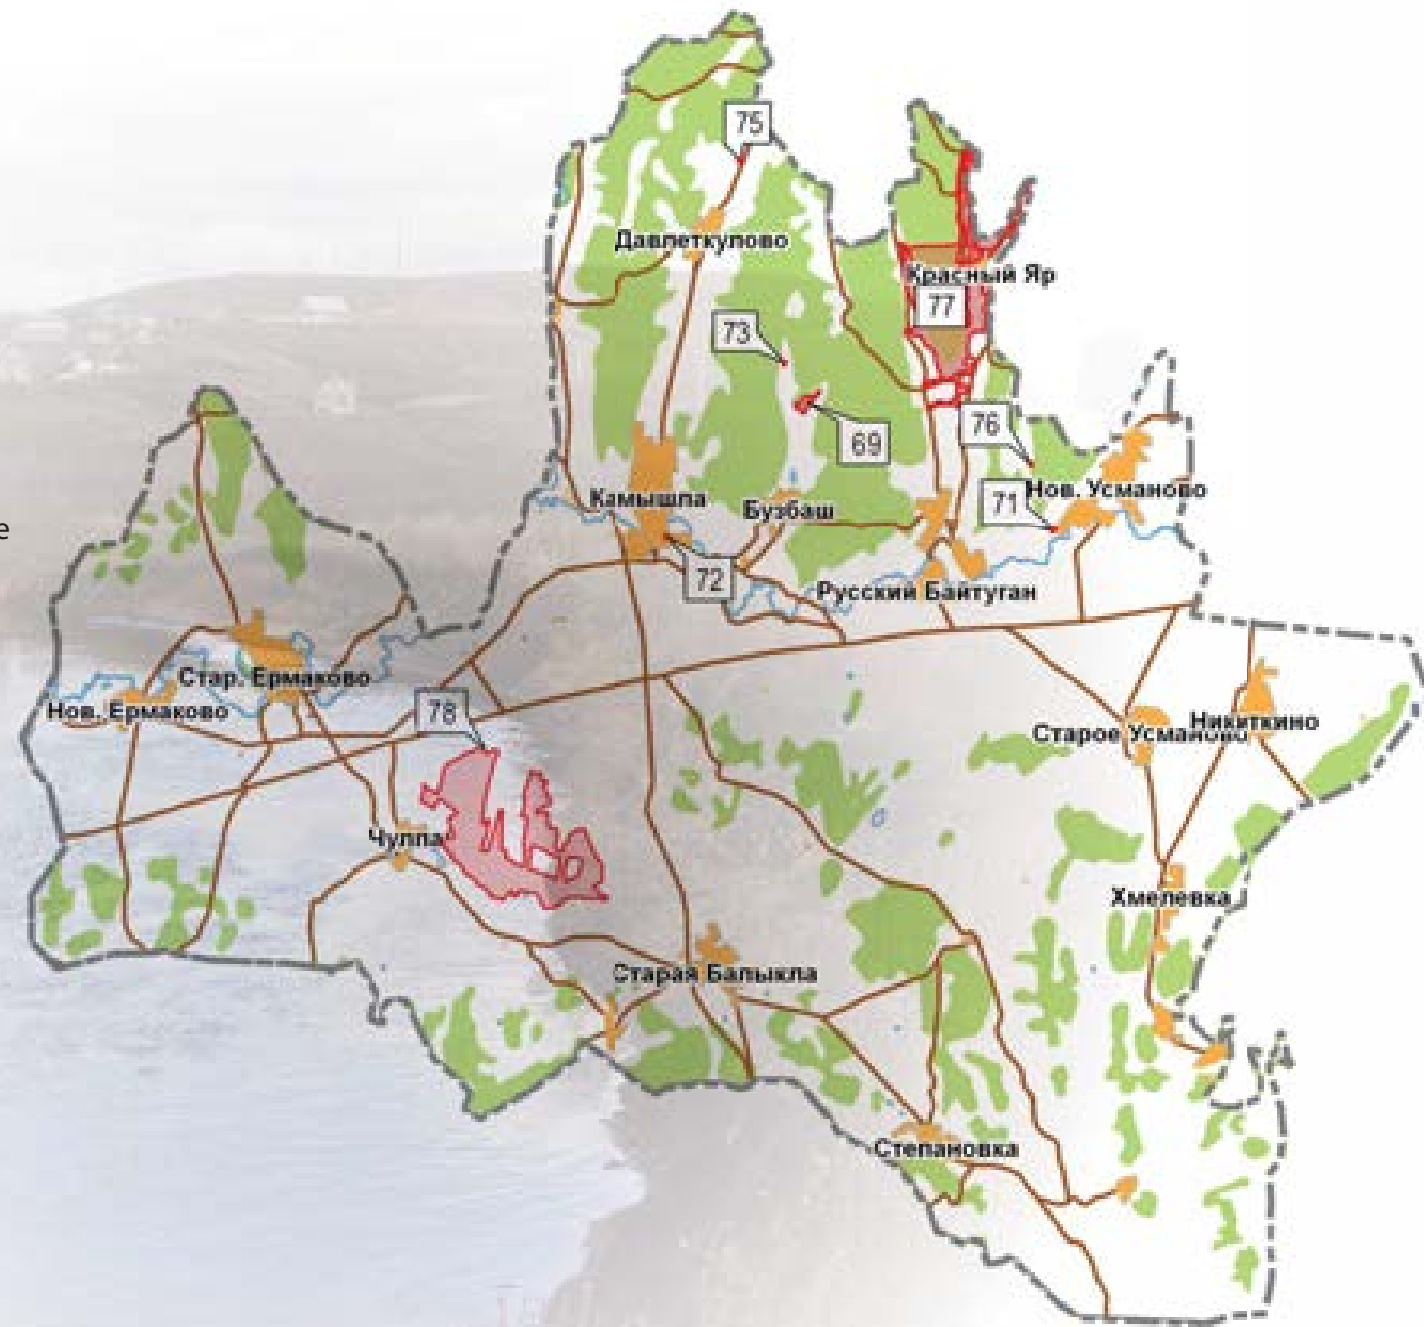 75
Давлеткулово
Красный Яр
77
73
69
76
Нов. Усманово
71
Камышла
Бузбаш
е
72
Русский Байтуган
Стар. Ермаково
Нов. Ермаково
78
Никиткино
Старое Усманово
Чулпа
Хмелевка
Старая Балыкла
Степановка